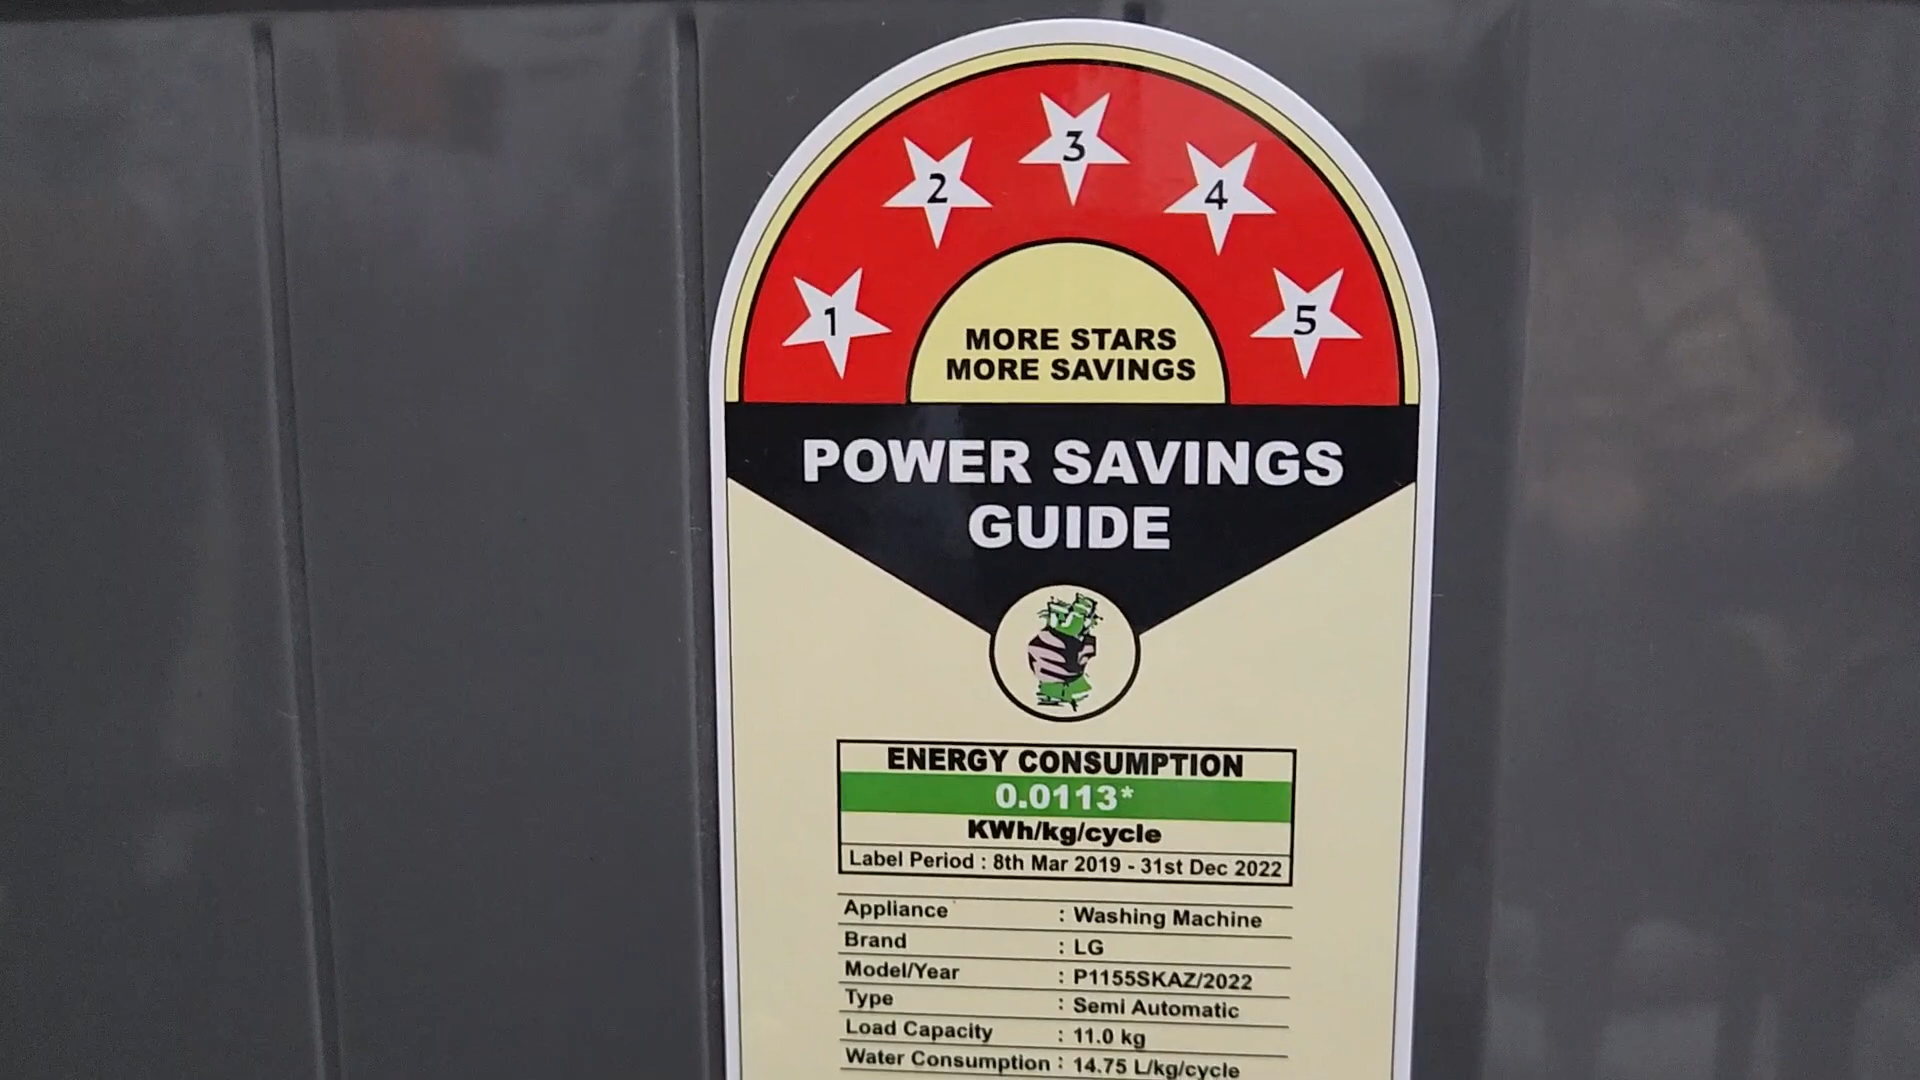 1 2 3 4 5
MORE STARS
MORE SAVINGS
POWER SAVINGS
GUIDE
ENERGY CONSUMPTION
0.0113*
KWh/kg/cycle
Label Period : 8th Mar 2019 - 31st Dec 2022
Appliance : Washing Machine
Brand : LG
Model/Year : P1155SKAZ/2022
Type : Semi Automatic
Load Capacity : 11.0 kg
Water Consumption : 14.75 L/kg/cycle